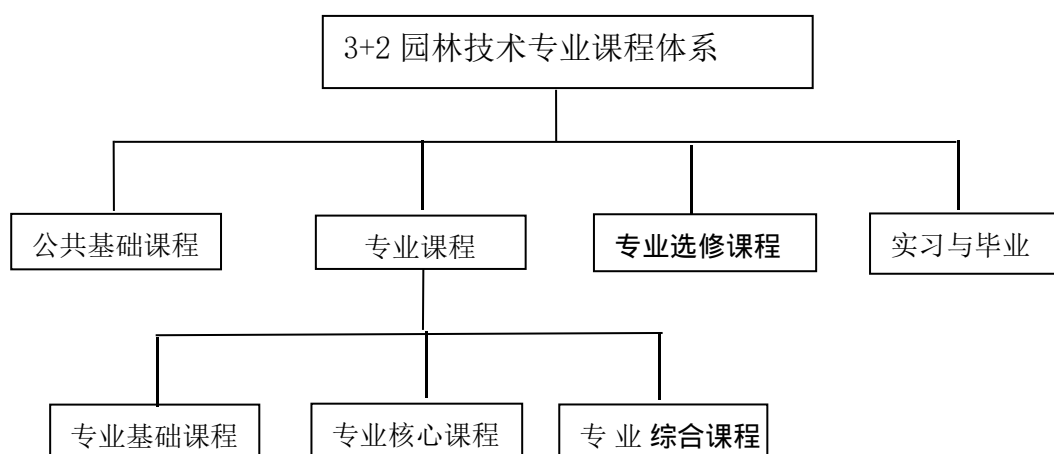 3+2 园林技术专业课程体系
公共基础课程
专业课程
专业选修课程
实习与毕业
专业基础课程
专业核心课程
专 业 综合课程